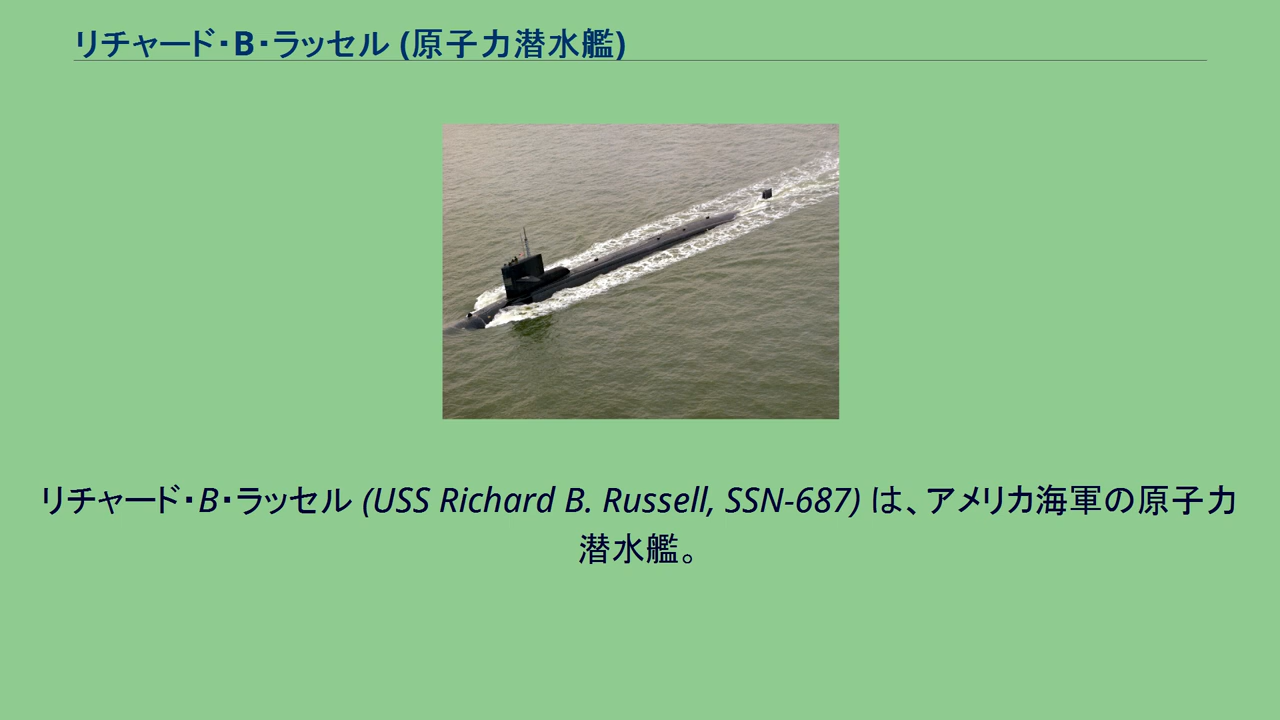 リチャード・B・ラッセル (原子力潜水艦)
リチャード・B・ラッセル (USS Richard B. Russell, SSN-687) は、アメリカ海軍の原子力
潜水艦。